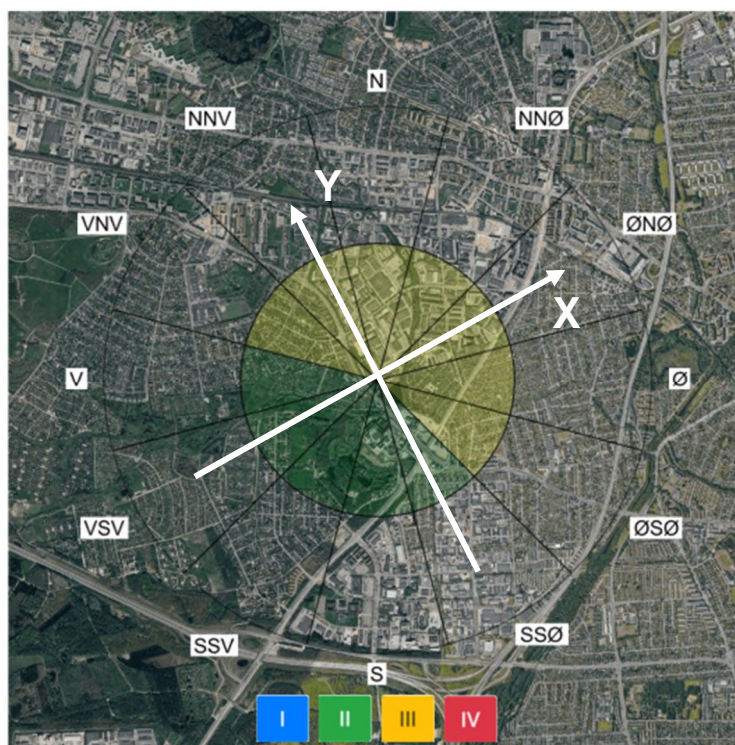 N
NNV
NNØ
Y
VNV
ØNØ
X
V
Ø
VSV
ØSØ
SSV
SSØ
S
I II III IV